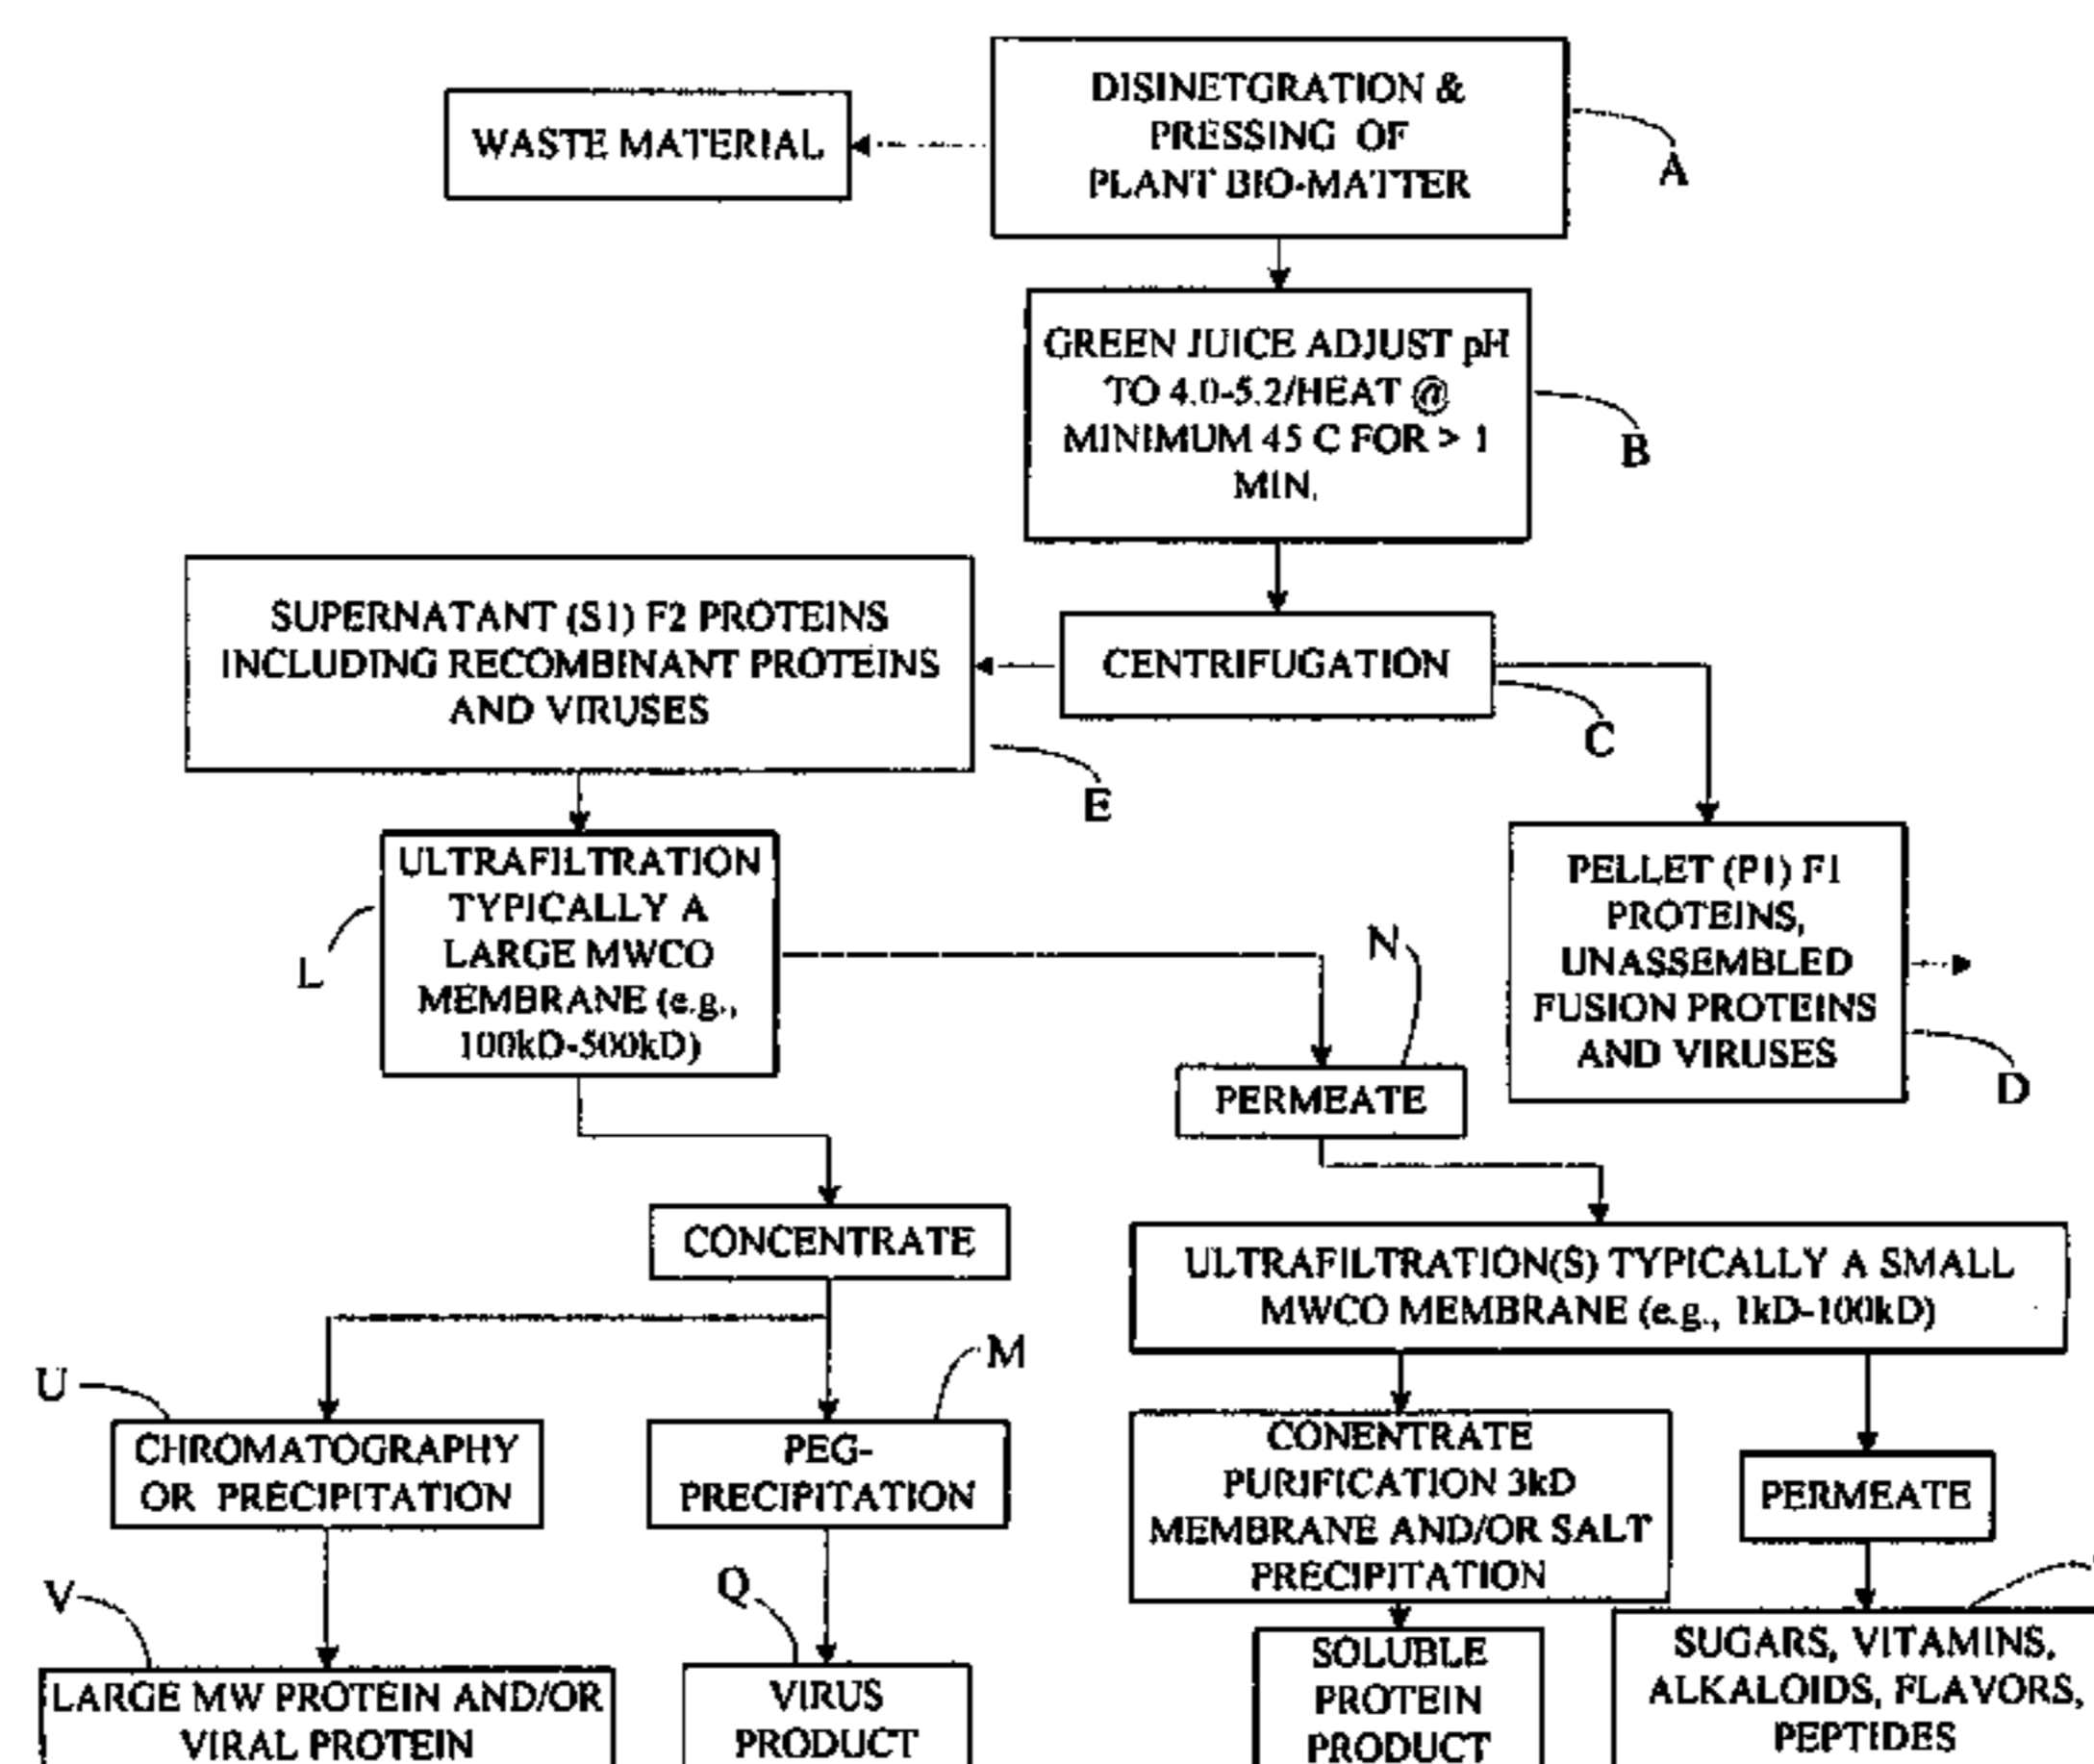 DISINETGRATION &
PRESSING OF
PLANT BIO-MATTER
WASTE MATERIAL
A
GREEN JUICE ADJUST pH
TO 4.0-5.2/HEAT @
MINIMUM 45 C FOR > 1
MIN.
B
SUPERNATANT (S1) F2 PROTEINS
INCLUDING RECOMBINANT PROTEINS
AND VIRUSES
CENTRIFUGATION
C
E
ULTRAFILTRATION
TYPICALLY A
LARGE MWCO
MEMBRANE (e.g.,
100kD-500kD)
L
N
PELLET (P1) F1
PROTEINS,
UNASSEMBLED
FUSION PROTEINS
AND VIRUSES
D
PERMEATE
CONCENTRATE
ULTRAFILTRATION(S) TYPICALLY A SMALL
MWCO MEMBRANE (e.g., 1kD-100kD)
U
M
CHROMATOGRAPHY
OR PRECIPITATION
PEG-
PRECIPITATION
CONENTRATE
PURIFICATION 3kD
MEMBRANE AND/OR SALT
PRECIPITATION
PERMEATE
V
Q
LARGE MW PROTEIN AND/OR
VIRAL PROTEIN
VIRUS
PRODUCT
SOLUBLE
PROTEIN
PRODUCT
SUGARS, VITAMINS,
ALKALOIDS, FLAVORS,
PEPTIDES